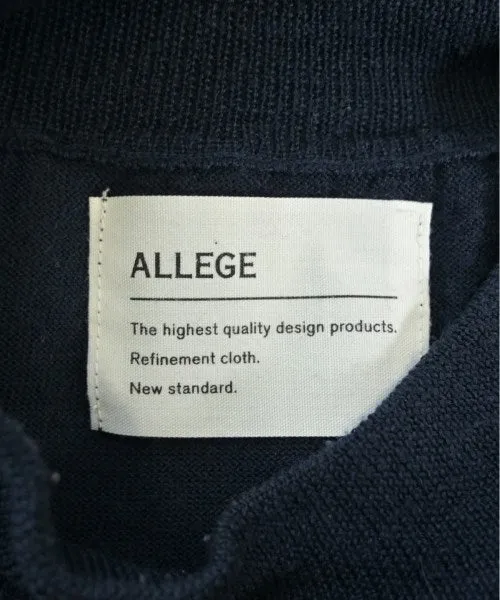 ALLEGE
The highest quality design products.
Refinement cloth.
New standard.